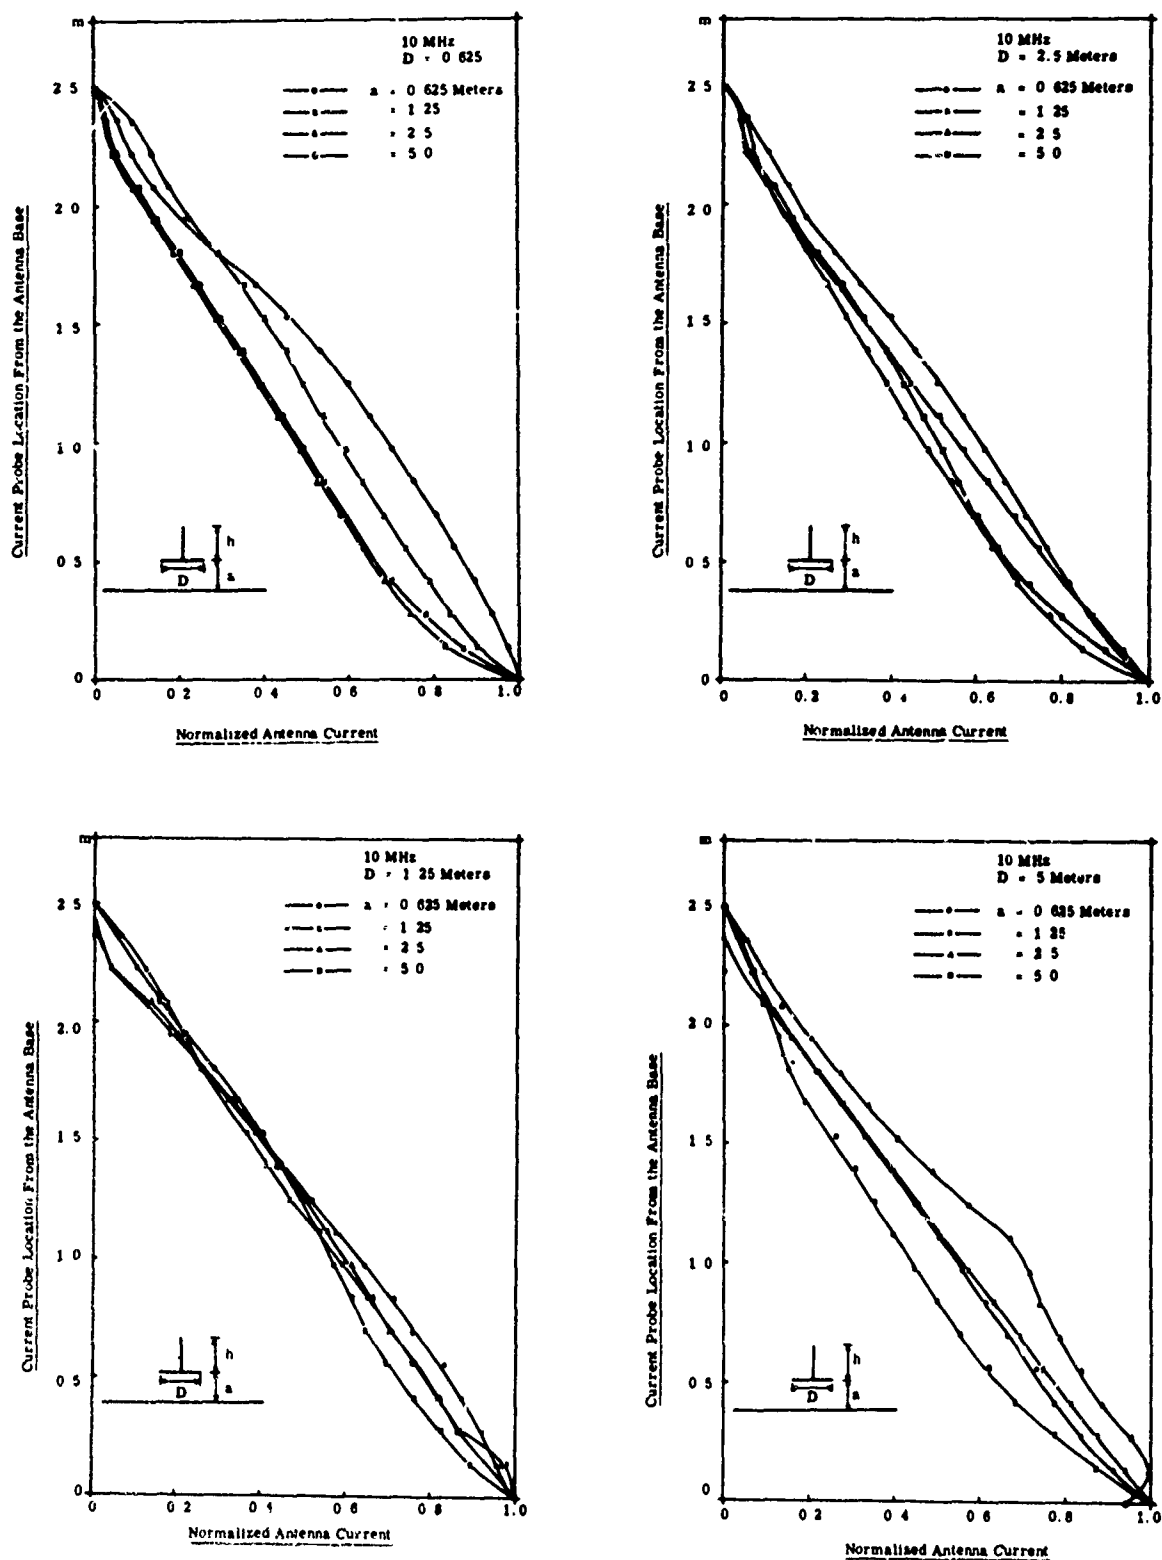 m
10 MHz
D = 0 625
a = 0 625 Meters
= 1 25
= 2 5
= 5 0
2 5
2 0
1 5
1 0
0 5
0
h
D
a
0 0 2 0 4 0 6 0 8 1.0
Current Probe Location From the Antenna Base
Normalized Antenna Current
m
10 MHz
D = 2.5 Meters
a = 0 625 Meters
= 1 25
= 2 5
= 5 0
2 5
2 0
1 5
1 0
0 5
0
h
D
a
0 0.2 0 4 0.6 0.8 1.0
Current Probe Location From the Antenna Base
Normalized Antenna Current
m
10 MHz
D = 1 25 Meters
a = 0 625 Meters
= 1 25
= 2 5
= 5 0
2 5
2 0
1 5
1 0
0 5
0
h
D
a
0 0 2 0 4 0 6 0 8 1.0
Current Probe Location From the Antenna Base
Normalized Antenna Current
m
10 MHz
D = 5 Meters
a = 0 625 Meters
= 1 25
= 2 5
= 5 0
2 5
2 0
1 5
1 0
0 5
0
h
D
a
0 0 2 0 4 0 6 0 8 1.0
Current Probe Location From the Antenna Base
Normalized Antenna Current